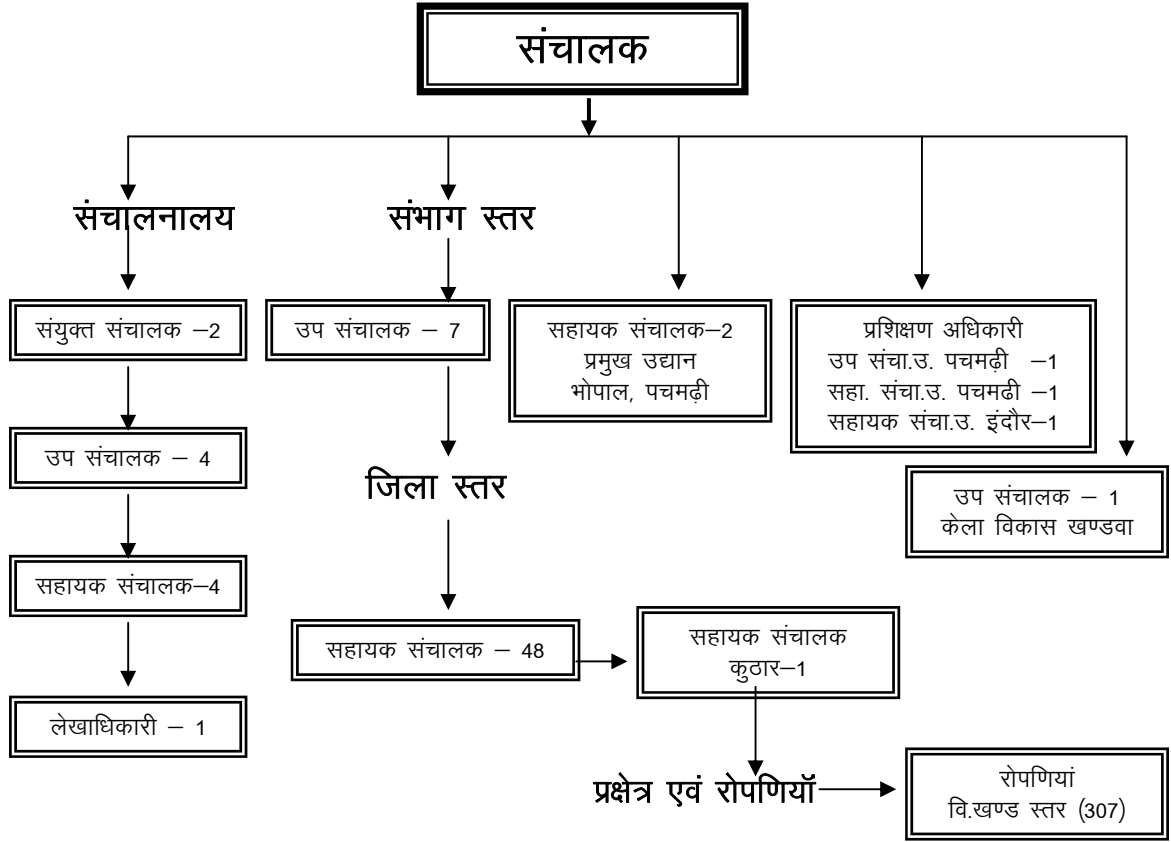 संचालक
संचालनालय
संभाग स्तर
संयुक्त संचालक –2
उप संचालक – 7
सहायक संचालक–2
प्रमुख उद्यान
भोपाल, पचमढ़ी
प्रशिक्षण अधिकारी
उप संचा.उ. पचमढ़ी –1
सहा. संचा.उ. पचमढी –1
सहायक संचा.उ. इंदौर–1
उप संचालक – 4
जिला स्तर
उप संचालक – 1
केला विकास खण्डवा
सहायक संचालक–4
सहायक संचालक – 48
सहायक संचालक
कुठार–1
लेखाधिकारी – 1
प्रक्षेत्र एवं रोपणियॉ
रोपणियां
वि.खण्ड स्तर (307)